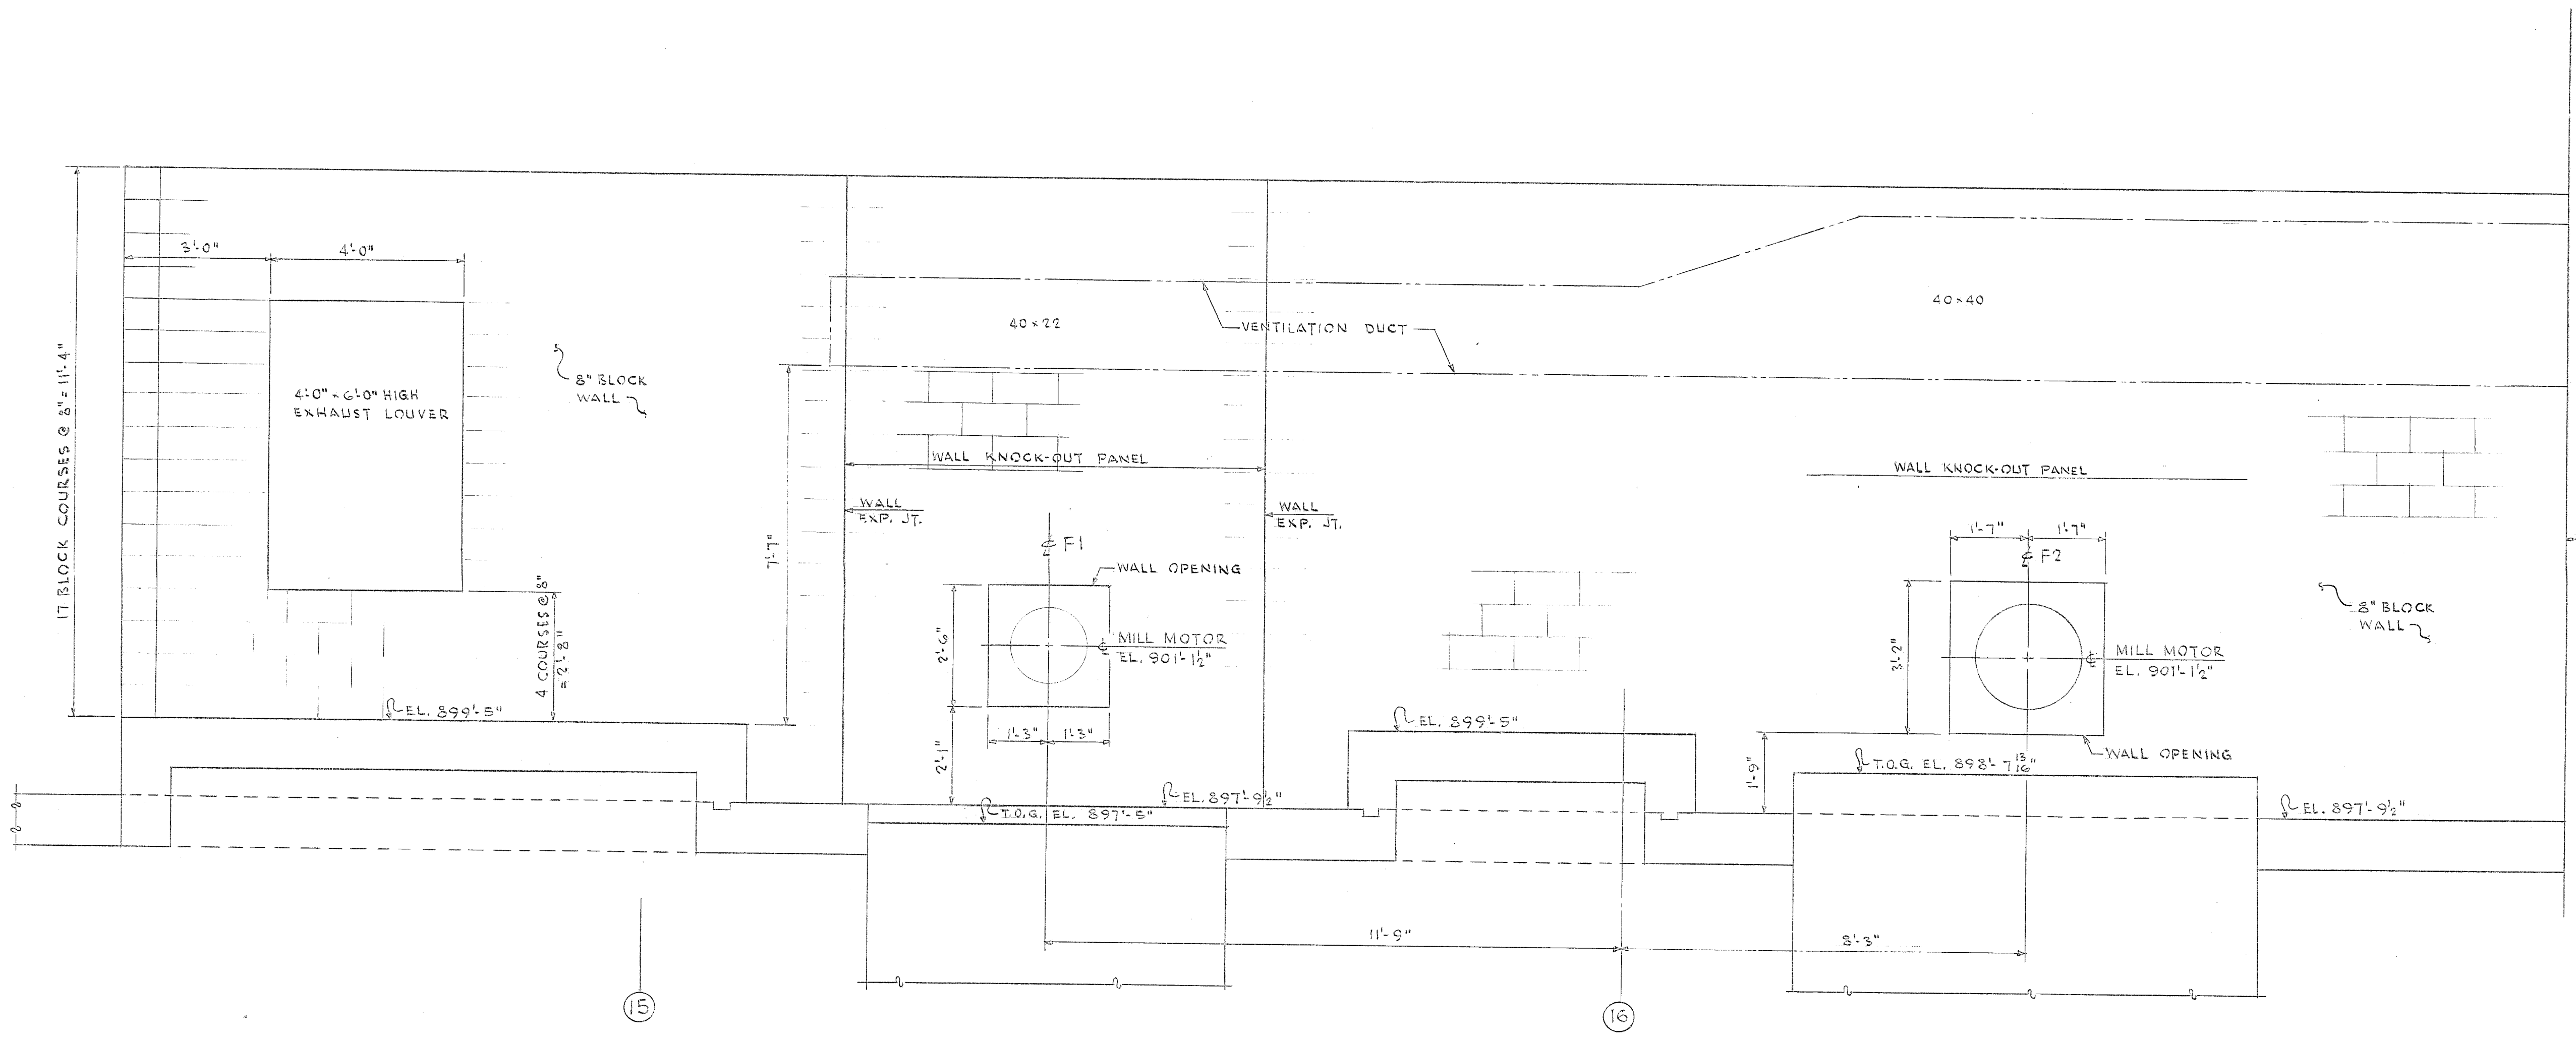 17 BLOCK COURSES @ 8" = 11'-4"
3'-0"
4'-0"
4'-0" × 6'-0" HIGH
EXHAUST LOUVER
8" BLOCK
WALL
4 COURSES @ 8"
= 2'-8"
EL. 899'-5"
7'-7"
40 × 22
VENTILATION DUCT
40 × 40
WALL KNOCK-OUT PANEL
WALL
EXP. JT.
WALL
EXP. JT.
℄ F1
WALL OPENING
2'-6"
℄ MILL MOTOR
EL. 901'-1½"
1'-3"
1'-3"
2'-1"
EL. 897'-9½"
T.O.G. EL. 897'-5"
EL. 899'-5"
WALL KNOCK-OUT PANEL
1'-7"
1'-7"
℄ F2
3'-2"
℄ MILL MOTOR
EL. 901'-1½"
8" BLOCK
WALL
WALL OPENING
1'-9"
T.O.G. EL. 898'-7 13/16"
EL. 897'-9½"
11'-9"
8'-3"
15
16